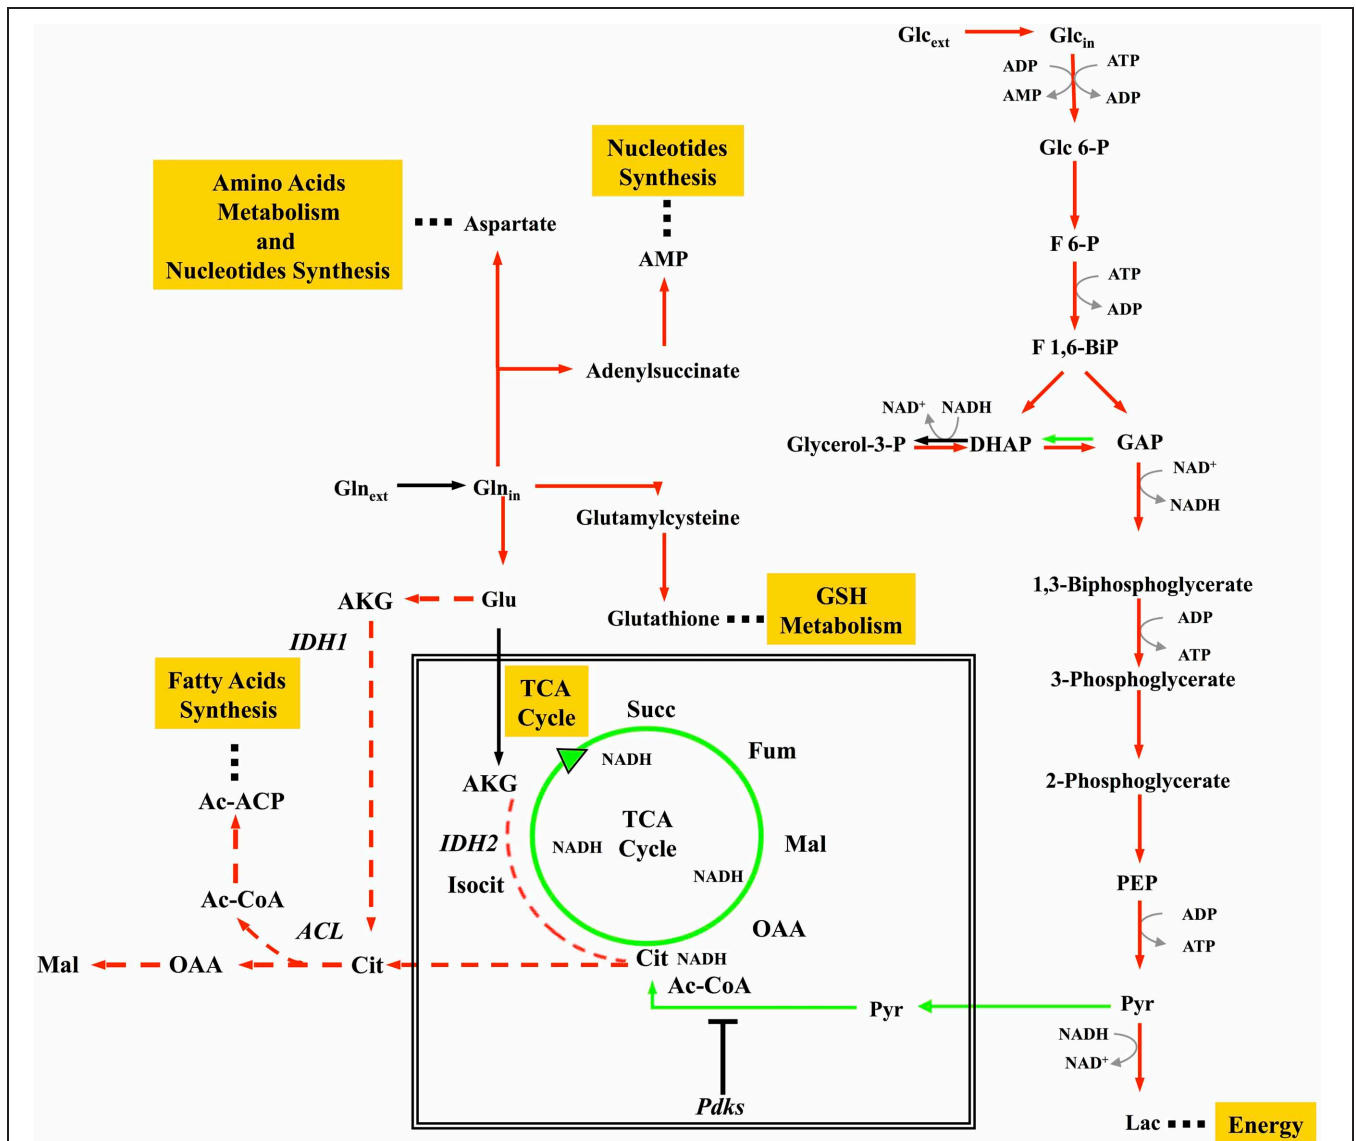 Glcext
Glcin
ADP
ATP
AMP
ADP
Glc 6-P
Nucleotides
Synthesis
Amino Acids
Metabolism
and
Nucleotides Synthesis
Aspartate
AMP
F 6-P
ATP
ADP
F 1,6-BiP
Adenylsuccinate
NAD+
NADH
Glycerol-3-P
DHAP
GAP
NAD+
NADH
Glnext
Glnin
Glutamylcysteine
1,3-Biphosphoglycerate
AKG
Glu
Glutathione
GSH
Metabolism
ADP
ATP
IDH1
3-Phosphoglycerate
Fatty Acids
Synthesis
TCA
Cycle
Succ
Fum
NADH
AKG
2-Phosphoglycerate
Ac-ACP
TCA
Cycle
IDH2
NADH
Mal
NADH
Isocit
PEP
Ac-CoA
ADP
ATP
ACL
OAA
Mal
OAA
Cit
Cit NADH
Ac-CoA
Pyr
Pyr
NADH
NAD+
Pdks
Lac
Energy